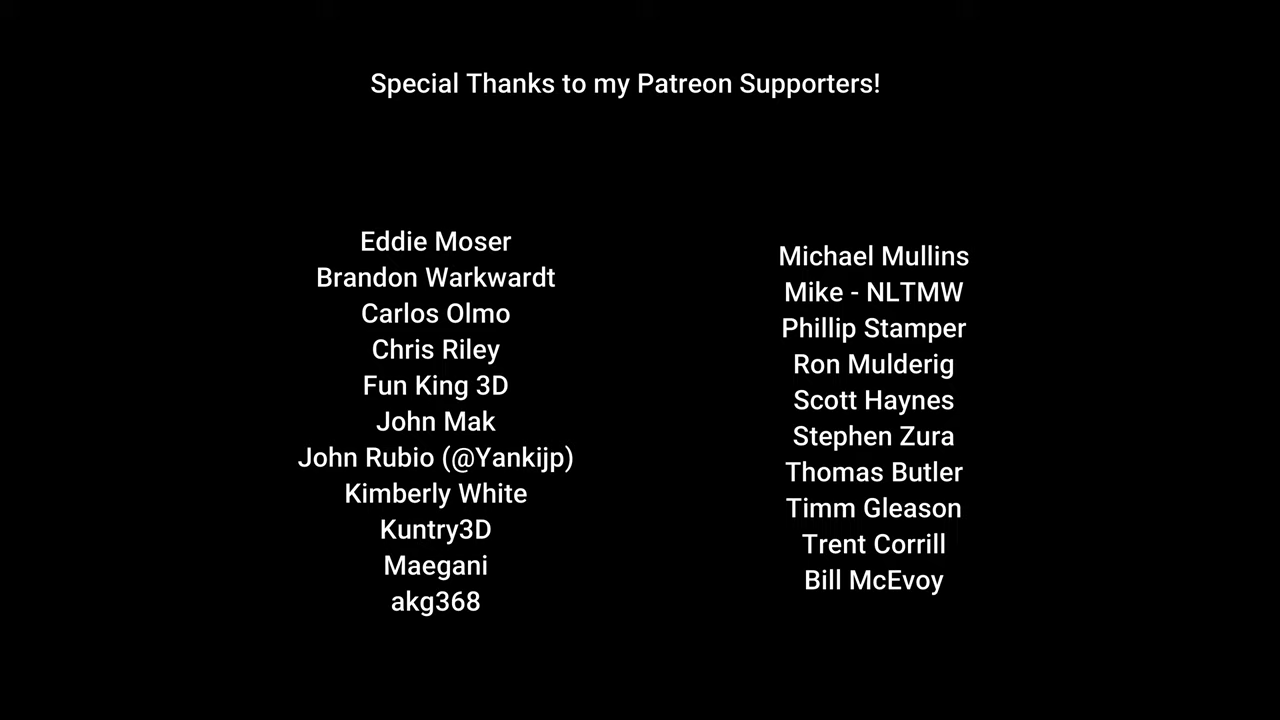 Special Thanks to my Patreon Supporters!
Eddie Moser
Brandon Warkwardt
Carlos Olmo
Chris Riley
Fun King 3D
John Mak
John Rubio (@Yankijp)
Kimberly White
Kuntry3D
Maegani
akg368
Michael Mullins
Mike - NLTMW
Phillip Stamper
Ron Mulderig
Scott Haynes
Stephen Zura
Thomas Butler
Timm Gleason
Trent Corrill
Bill McEvoy